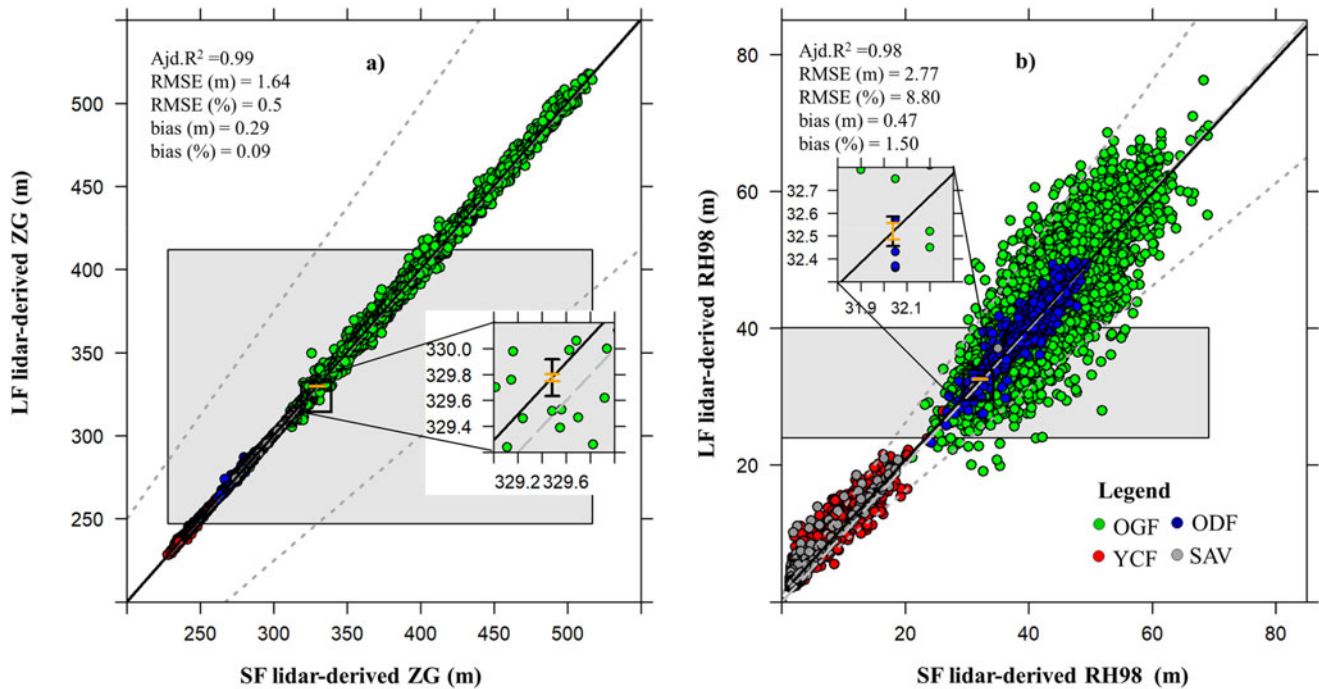 Ajd.R² =0.99
RMSE (m) = 1.64
RMSE (%) = 0.5
bias (m) = 0.29
bias (%) = 0.09
a)
LF lidar-derived ZG (m)
500
450
400
350
300
250
330.0
329.8
329.6
329.4
329.2 329.6
250 300 350 400 450 500
SF lidar-derived ZG (m)
Ajd.R² =0.98
RMSE (m) = 2.77
RMSE (%) = 8.80
bias (m) = 0.47
bias (%) = 1.50
b)
LF lidar-derived RH98 (m)
80
60
40
20
32.7
32.6
32.5
32.4
31.9 32.1
Legend
OGF ODF
YCF SAV
20 40 60 80
SF lidar-derived RH98 (m)